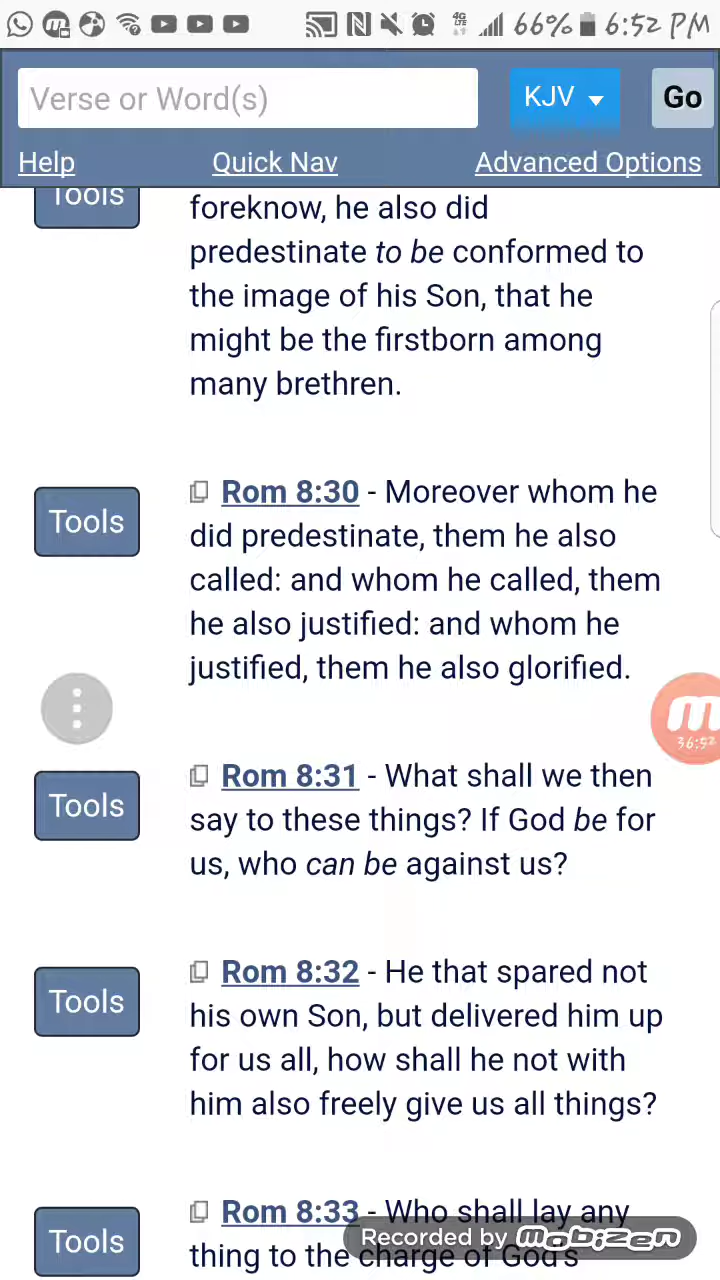 66% 6:52 PM
Verse or Word(s)
KJV
Go
Help
Quick Nav
Advanced Options
Tools
foreknow, he also did
predestinate to be conformed to
the image of his Son, that he
might be the firstborn among
many brethren.
Tools
Rom 8:30 - Moreover whom he
did predestinate, them he also
called: and whom he called, them
he also justified: and whom he
justified, them he also glorified.
Tools
Rom 8:31 - What shall we then
say to these things? If God be for
us, who can be against us?
Tools
Rom 8:32 - He that spared not
his own Son, but delivered him up
for us all, how shall he not with
him also freely give us all things?
Tools
Rom 8:33 - Who shall lay any
thing to the charge of God's
Recorded by mobizen